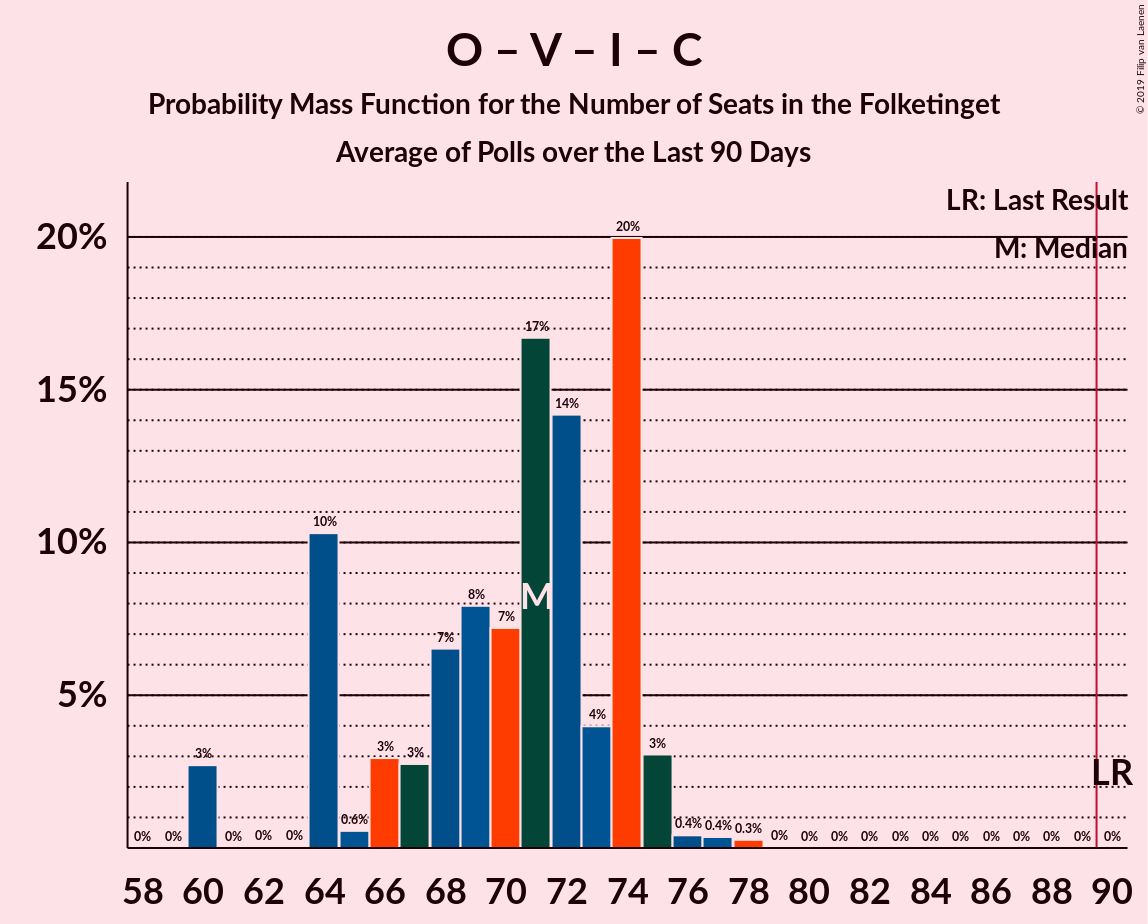 O – V – I – C
Probability Mass Function for the Number of Seats in the Folketinget
Average of Polls over the Last 90 Days
© 2019 Filip van Laenen
LR: Last Result
M: Median
20%
15%
10%
5%
0% 0% 3% 0% 0% 0% 10% 0.6% 3% 3% 7% 8% 7% 17% 14% 4% 20% 3% 0.4% 0.4% 0.3% 0% 0% 0% 0% 0% 0% 0% 0% 0% 0% 0% 0%
M
LR
58 60 62 64 66 68 70 72 74 76 78 80 82 84 86 88 90